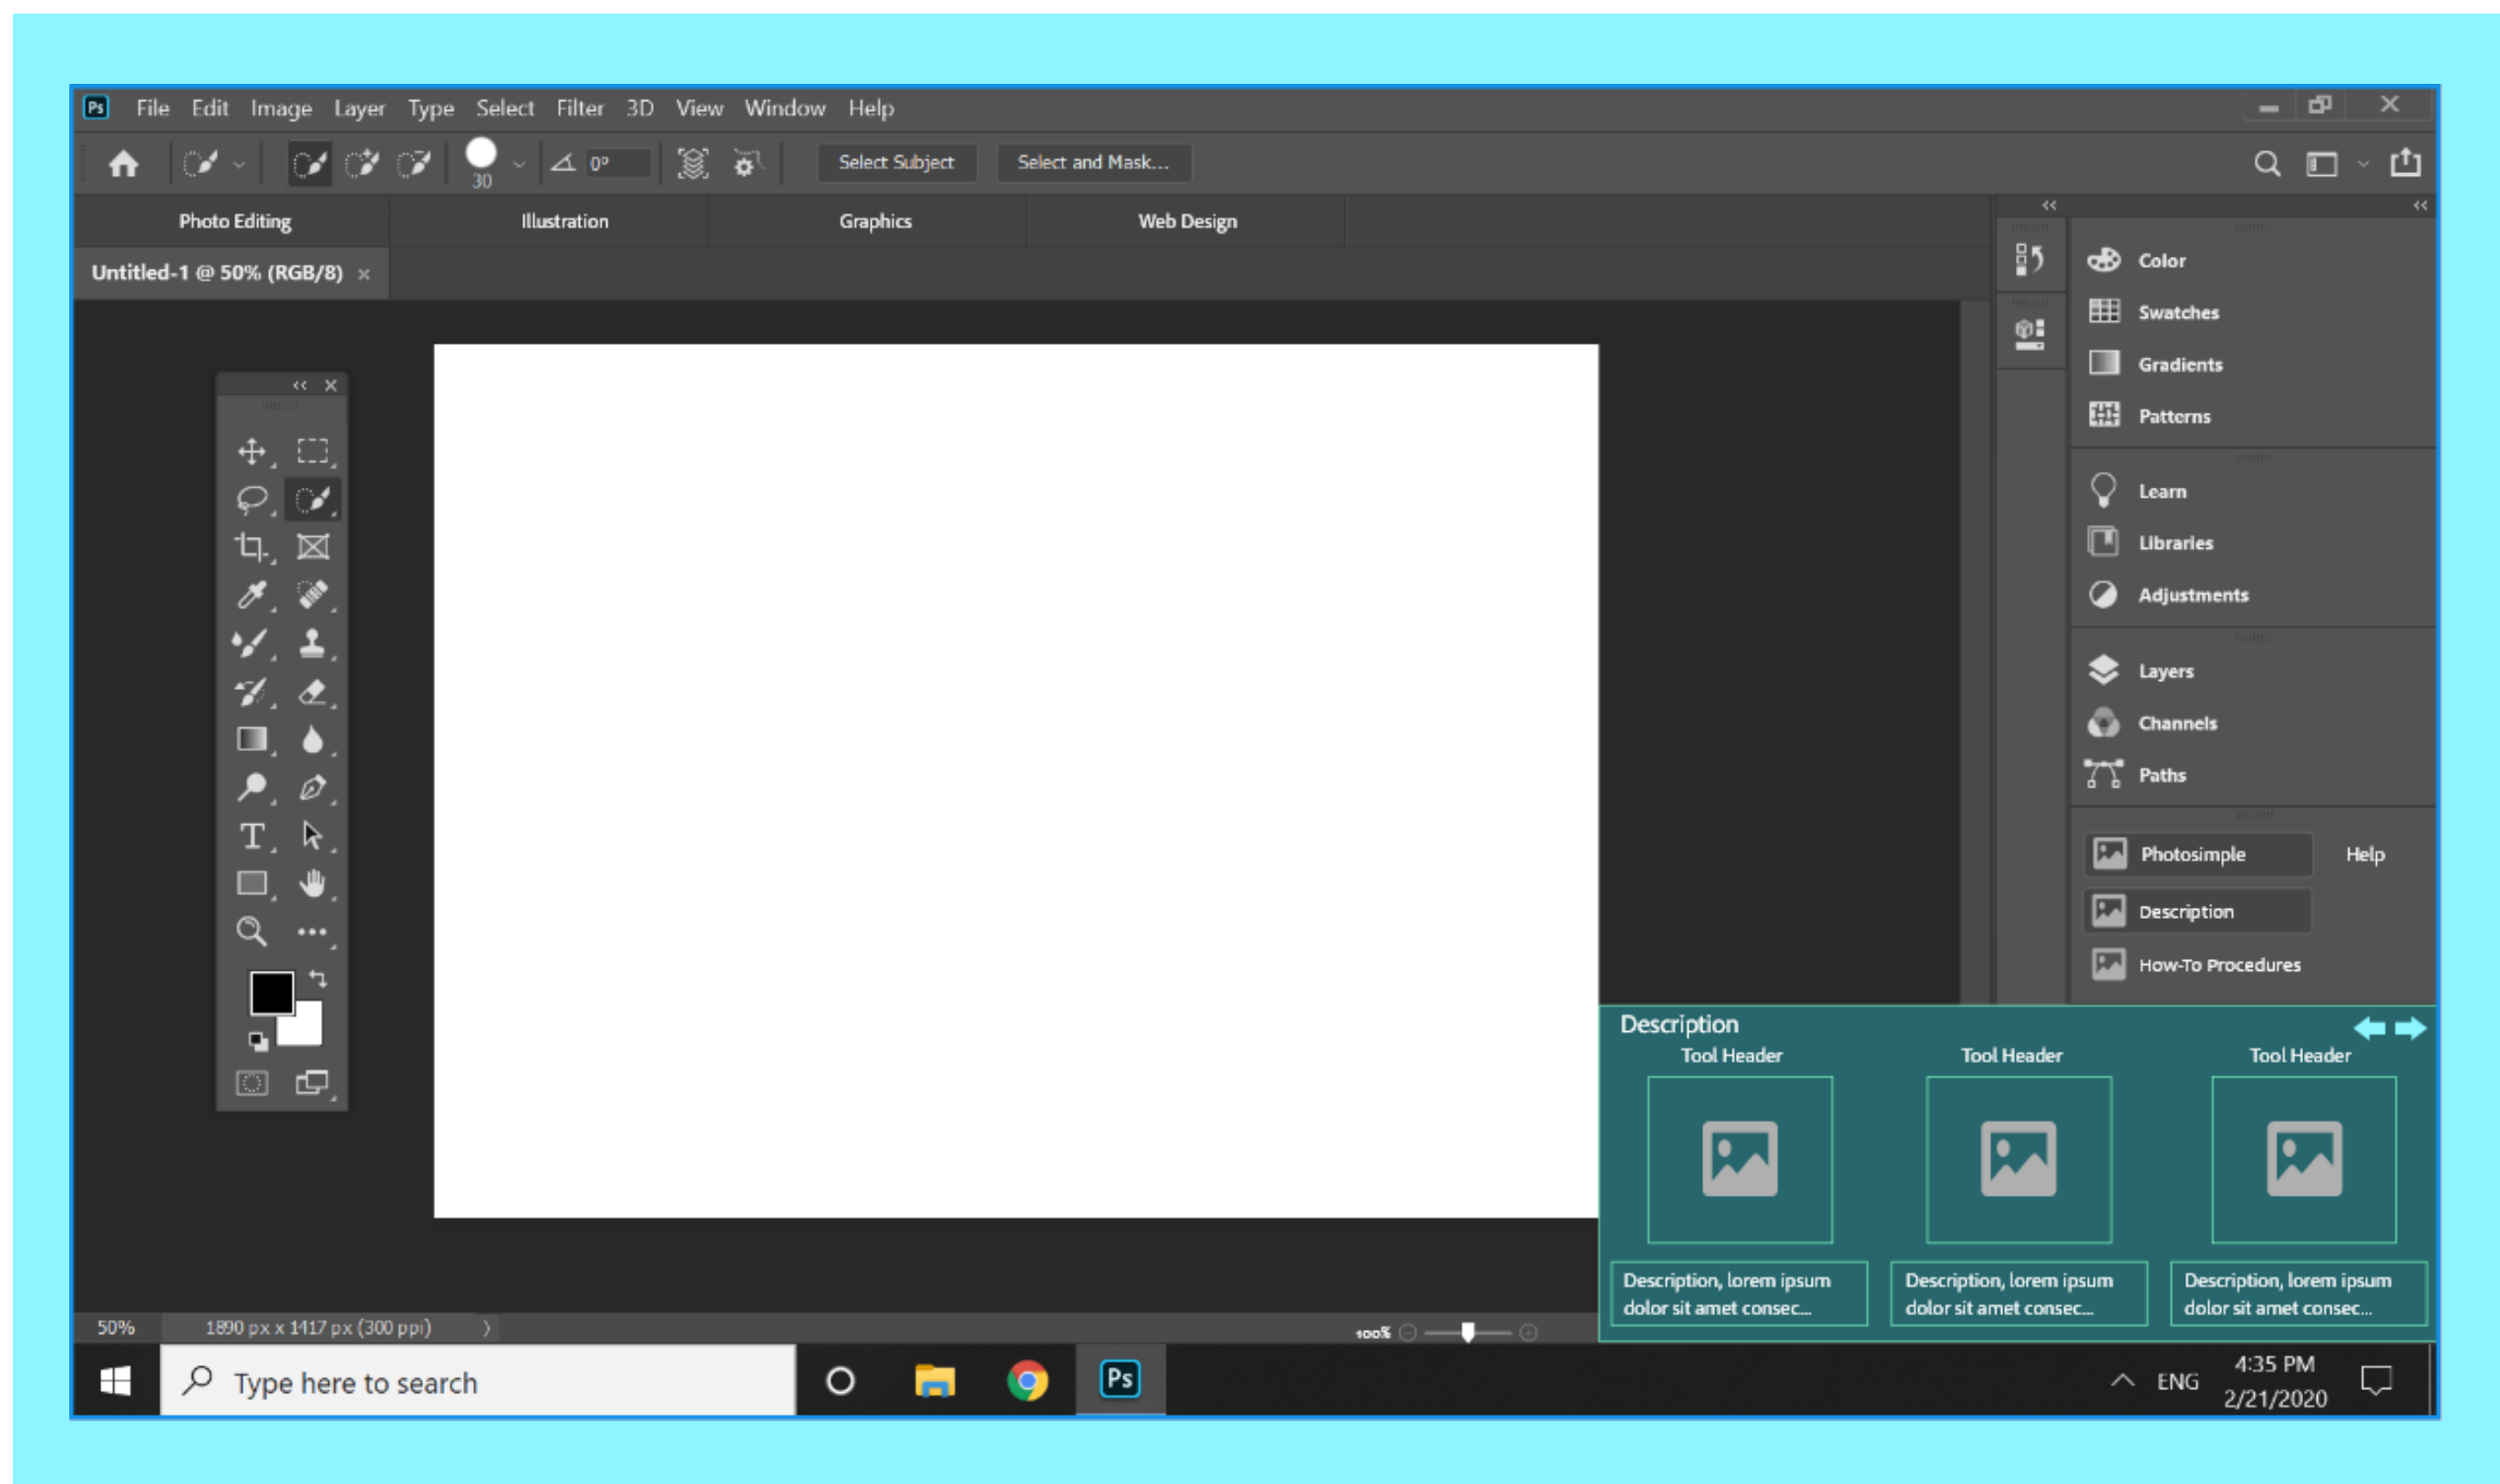 Ps File Edit Image Layer Type Select Filter 3D View Window Help
30 0° Select Subject Select and Mask...
Photo Editing Illustration Graphics Web Design
Untitled-1 @ 50% (RGB/8) ×
Color
Swatches
Gradients
Patterns
Learn
Libraries
Adjustments
Layers
Channels
Paths
Photosimple Help
Description
How-To Procedures
T
Description
Tool Header Tool Header Tool Header
Description, lorem ipsum
dolor sit amet consec...
Description, lorem ipsum
dolor sit amet consec...
Description, lorem ipsum
dolor sit amet consec...
50% 1890 px x 1417 px (300 ppi) 100%
Type here to search
Ps
ENG
4:35 PM
2/21/2020